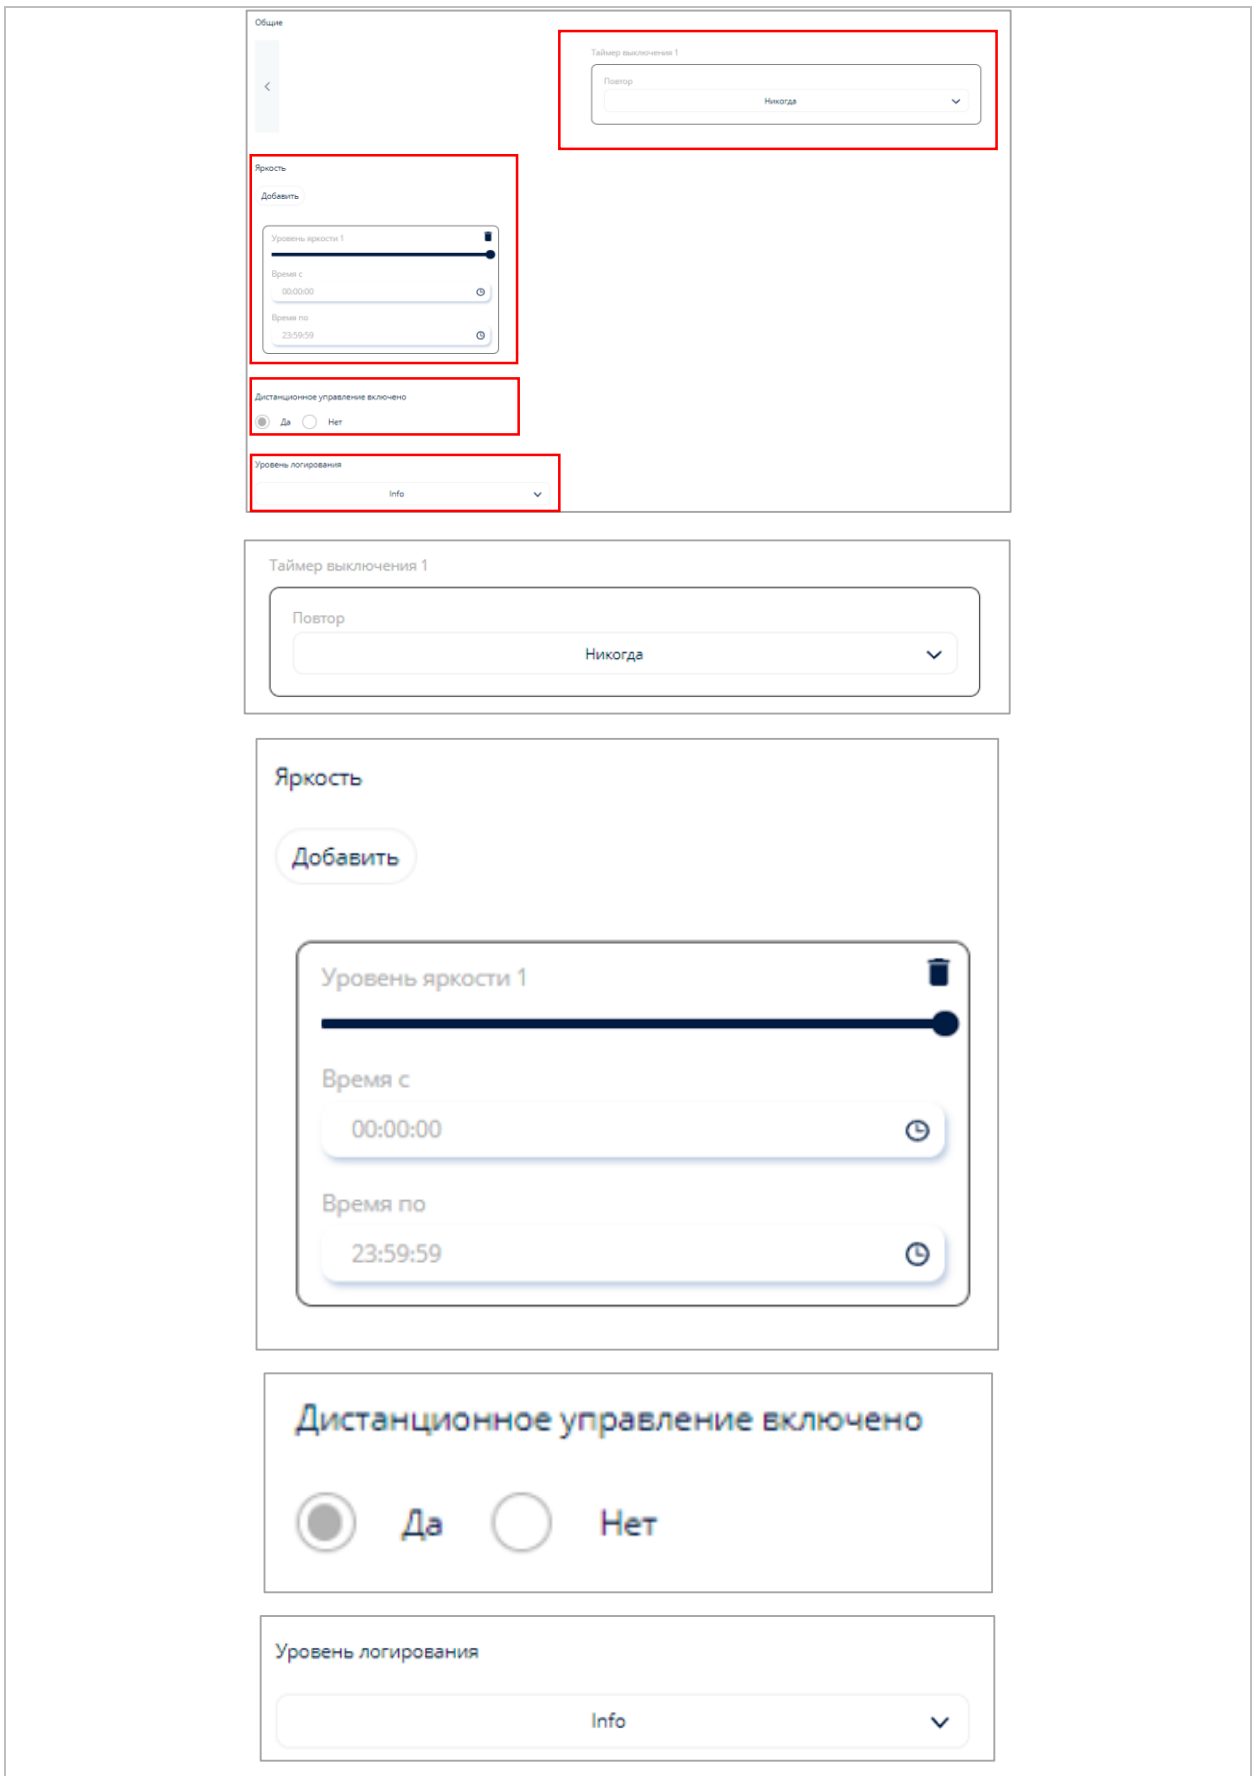 Общие
Таймер выключения 1
Повтор
Никогда
Яркость
Добавить
Уровень яркости 1
Время с
00:00:00
Время по
23:59:59
Дистанционное управление включено
Да Нет
Уровень логирования
Info
Таймер выключения 1
Повтор
Никогда
Яркость
Добавить
Уровень яркости 1
Время с
00:00:00
Время по
23:59:59
Дистанционное управление включено
Да Нет
Уровень логирования
Info